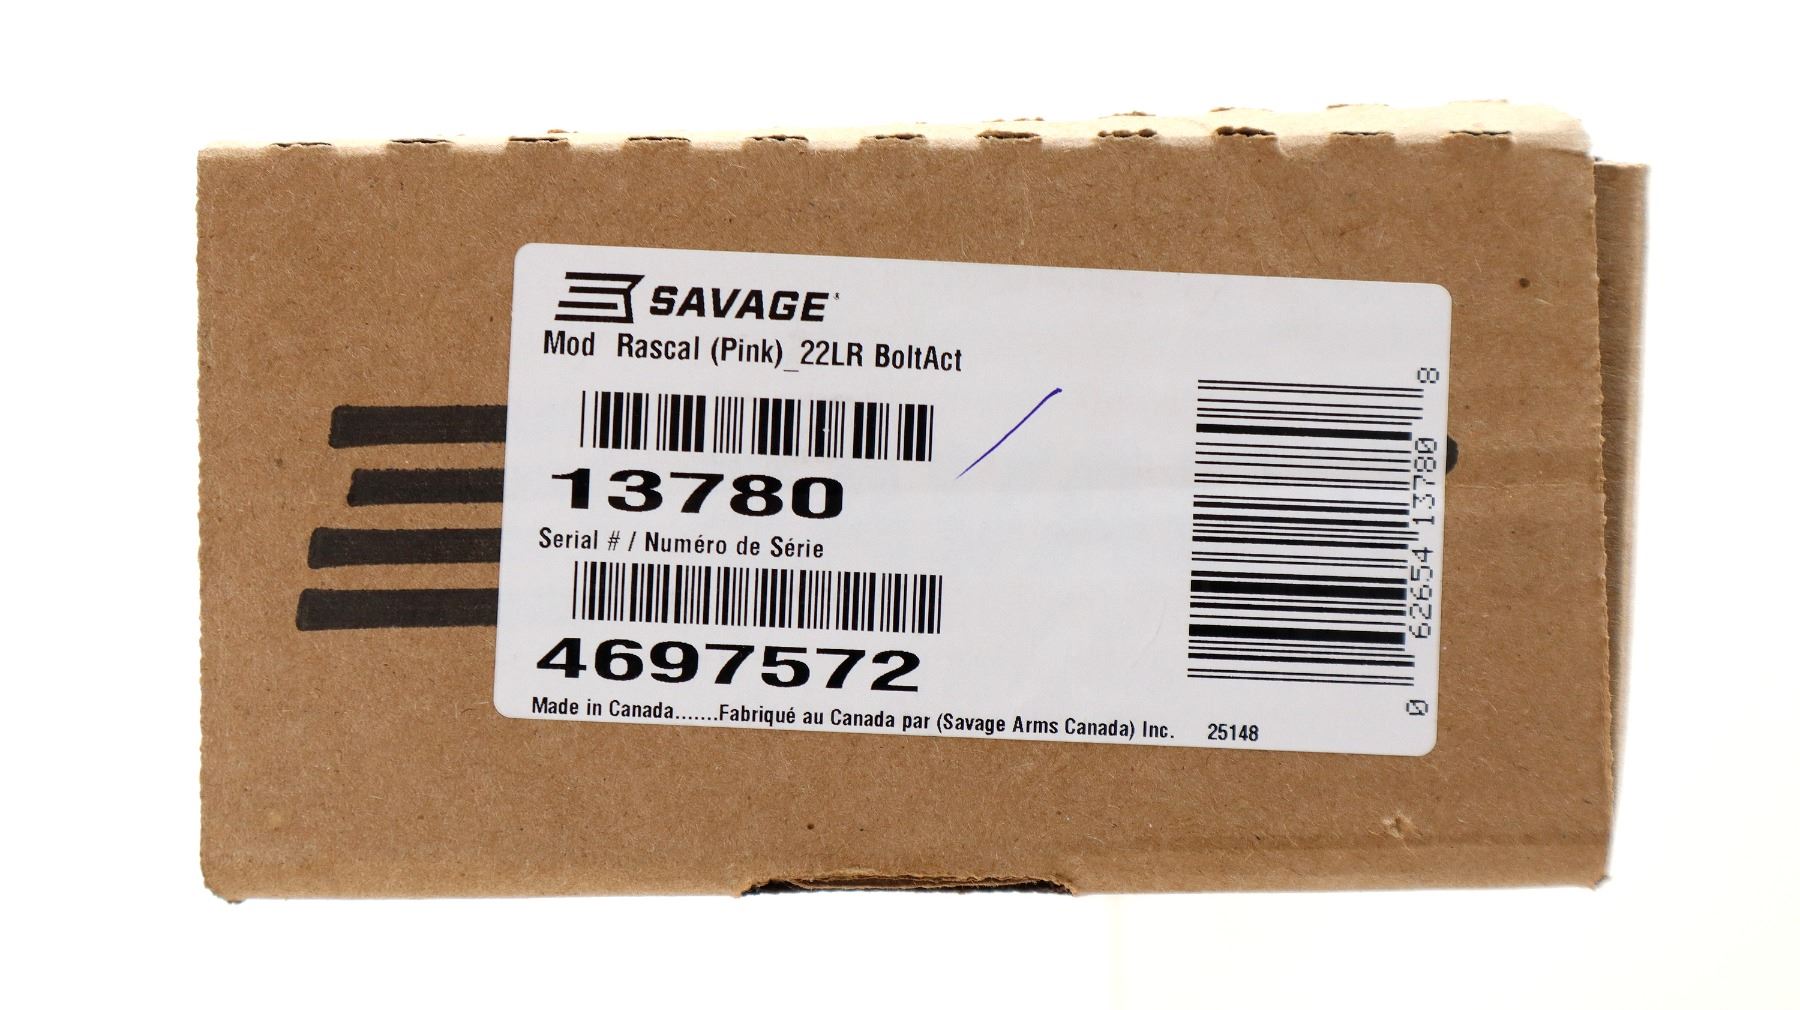 SAVAGE®
Mod Rascal (Pink)_22LR BoltAct
13780
Serial # / Numéro de Série
4697572
Made in Canada.......Fabriqué au Canada par (Savage Arms Canada) Inc. 25148
0 62654 13780 8